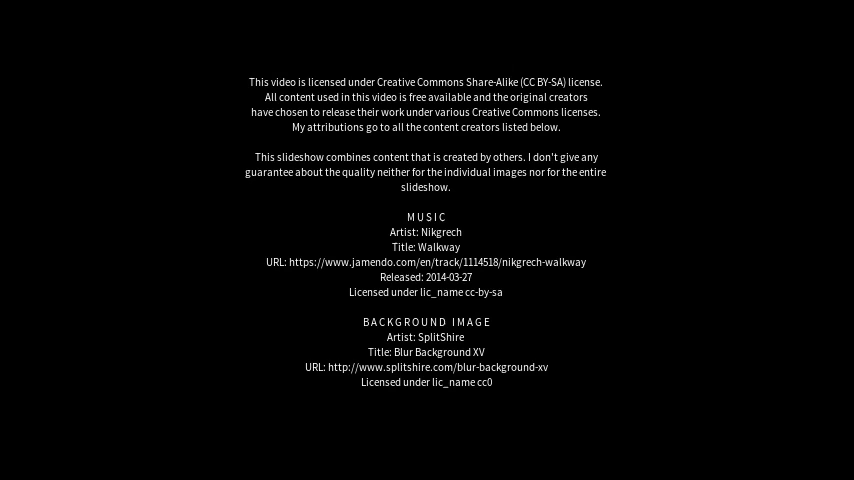 This video is licensed under Creative Commons Share-Alike (CC BY-SA) license.
All content used in this video is free available and the original creators
have chosen to release their work under various Creative Commons licenses.
My attributions go to all the content creators listed below.
This slideshow combines content that is created by others. I don't give any
guarantee about the quality neither for the individual images nor for the entire
slideshow.
MUSIC
Artist: Nikgrech
Title: Walkway
URL: https://www.jamendo.com/en/track/1114518/nikgrech-walkway
Released: 2014-03-27
Licensed under lic_name cc-by-sa
BACKGROUND IMAGE
Artist: SplitShire
Title: Blur Background XV
URL: http://www.splitshire.com/blur-background-xv
Licensed under lic_name cc0